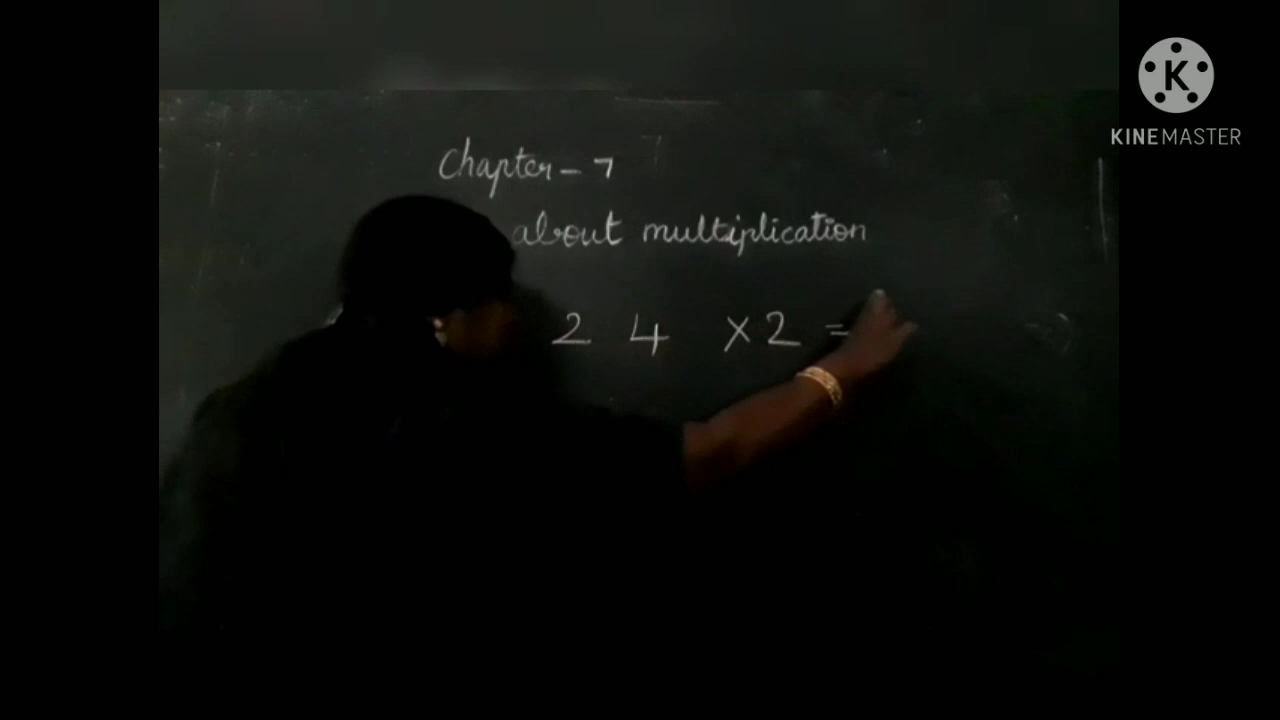 Chapter - 7
about multiplication
2 4 × 2 =
K
KINEMASTER